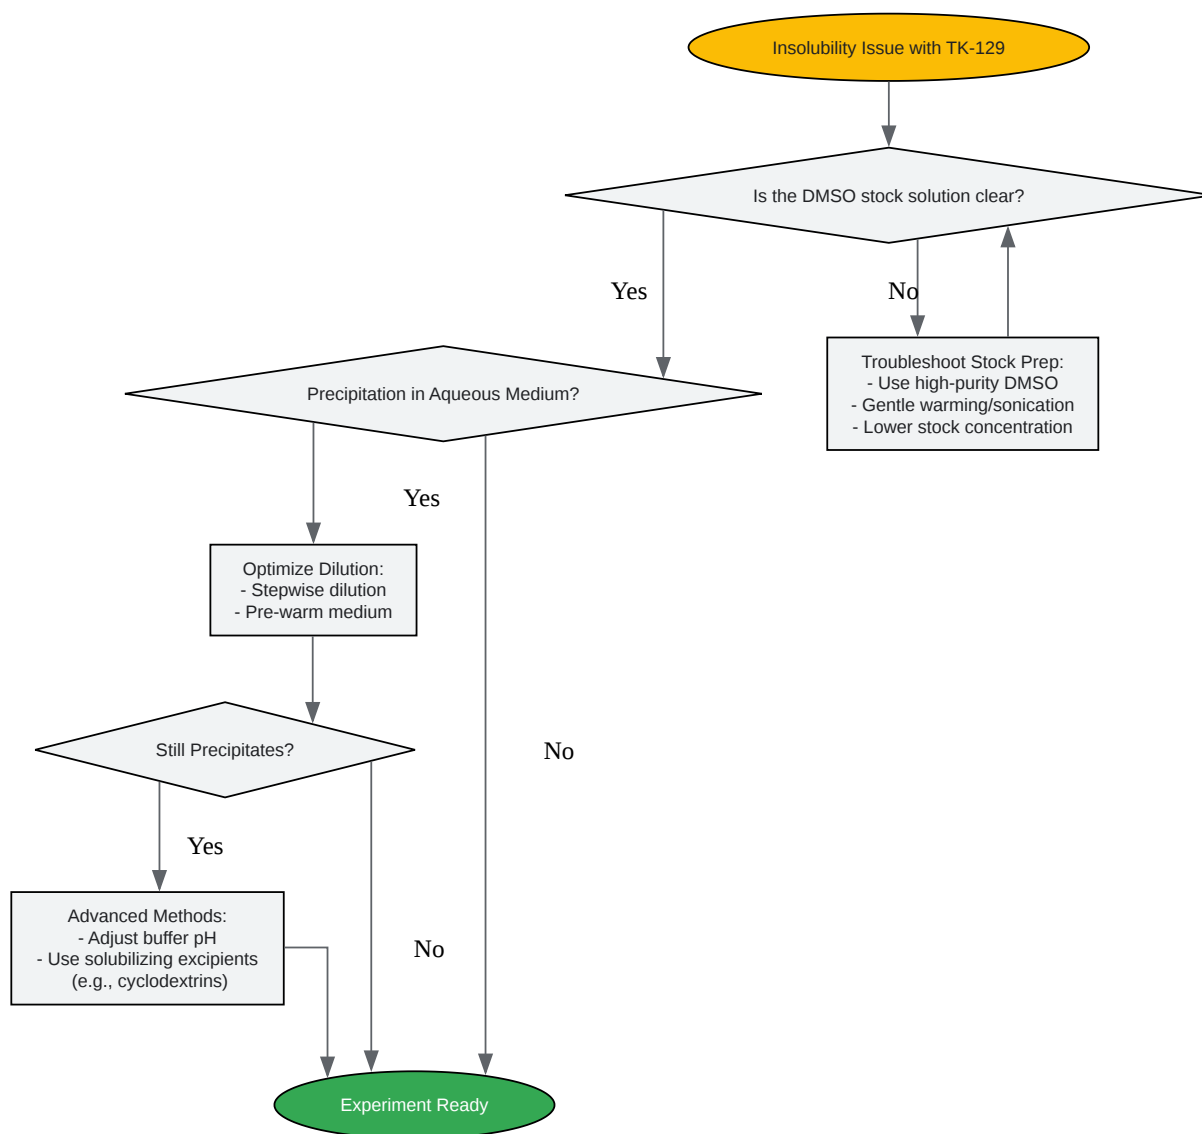 Insolubility Issue with TK-129
Is the DMSO stock solution clear?
Yes
No
Troubleshoot Stock Prep:
- Use high-purity DMSO
- Gentle warming/sonication
- Lower stock concentration
Precipitation in Aqueous Medium?
Yes
Optimize Dilution:
- Stepwise dilution
- Pre-warm medium
No
Still Precipitates?
Yes
Advanced Methods:
- Adjust buffer pH
- Use solubilizing excipients
(e.g., cyclodextrins)
No
Experiment Ready